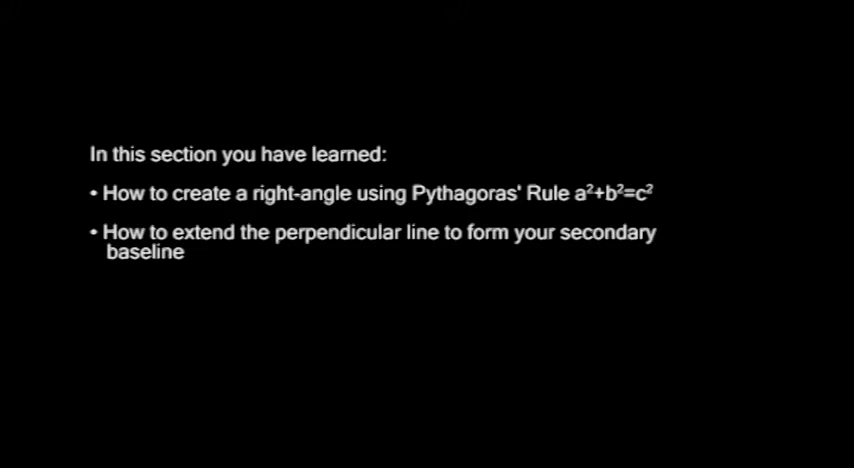 In this section you have learned:
• How to create a right-angle using Pythagoras' Rule a²+b²=c²
• How to extend the perpendicular line to form your secondary
baseline